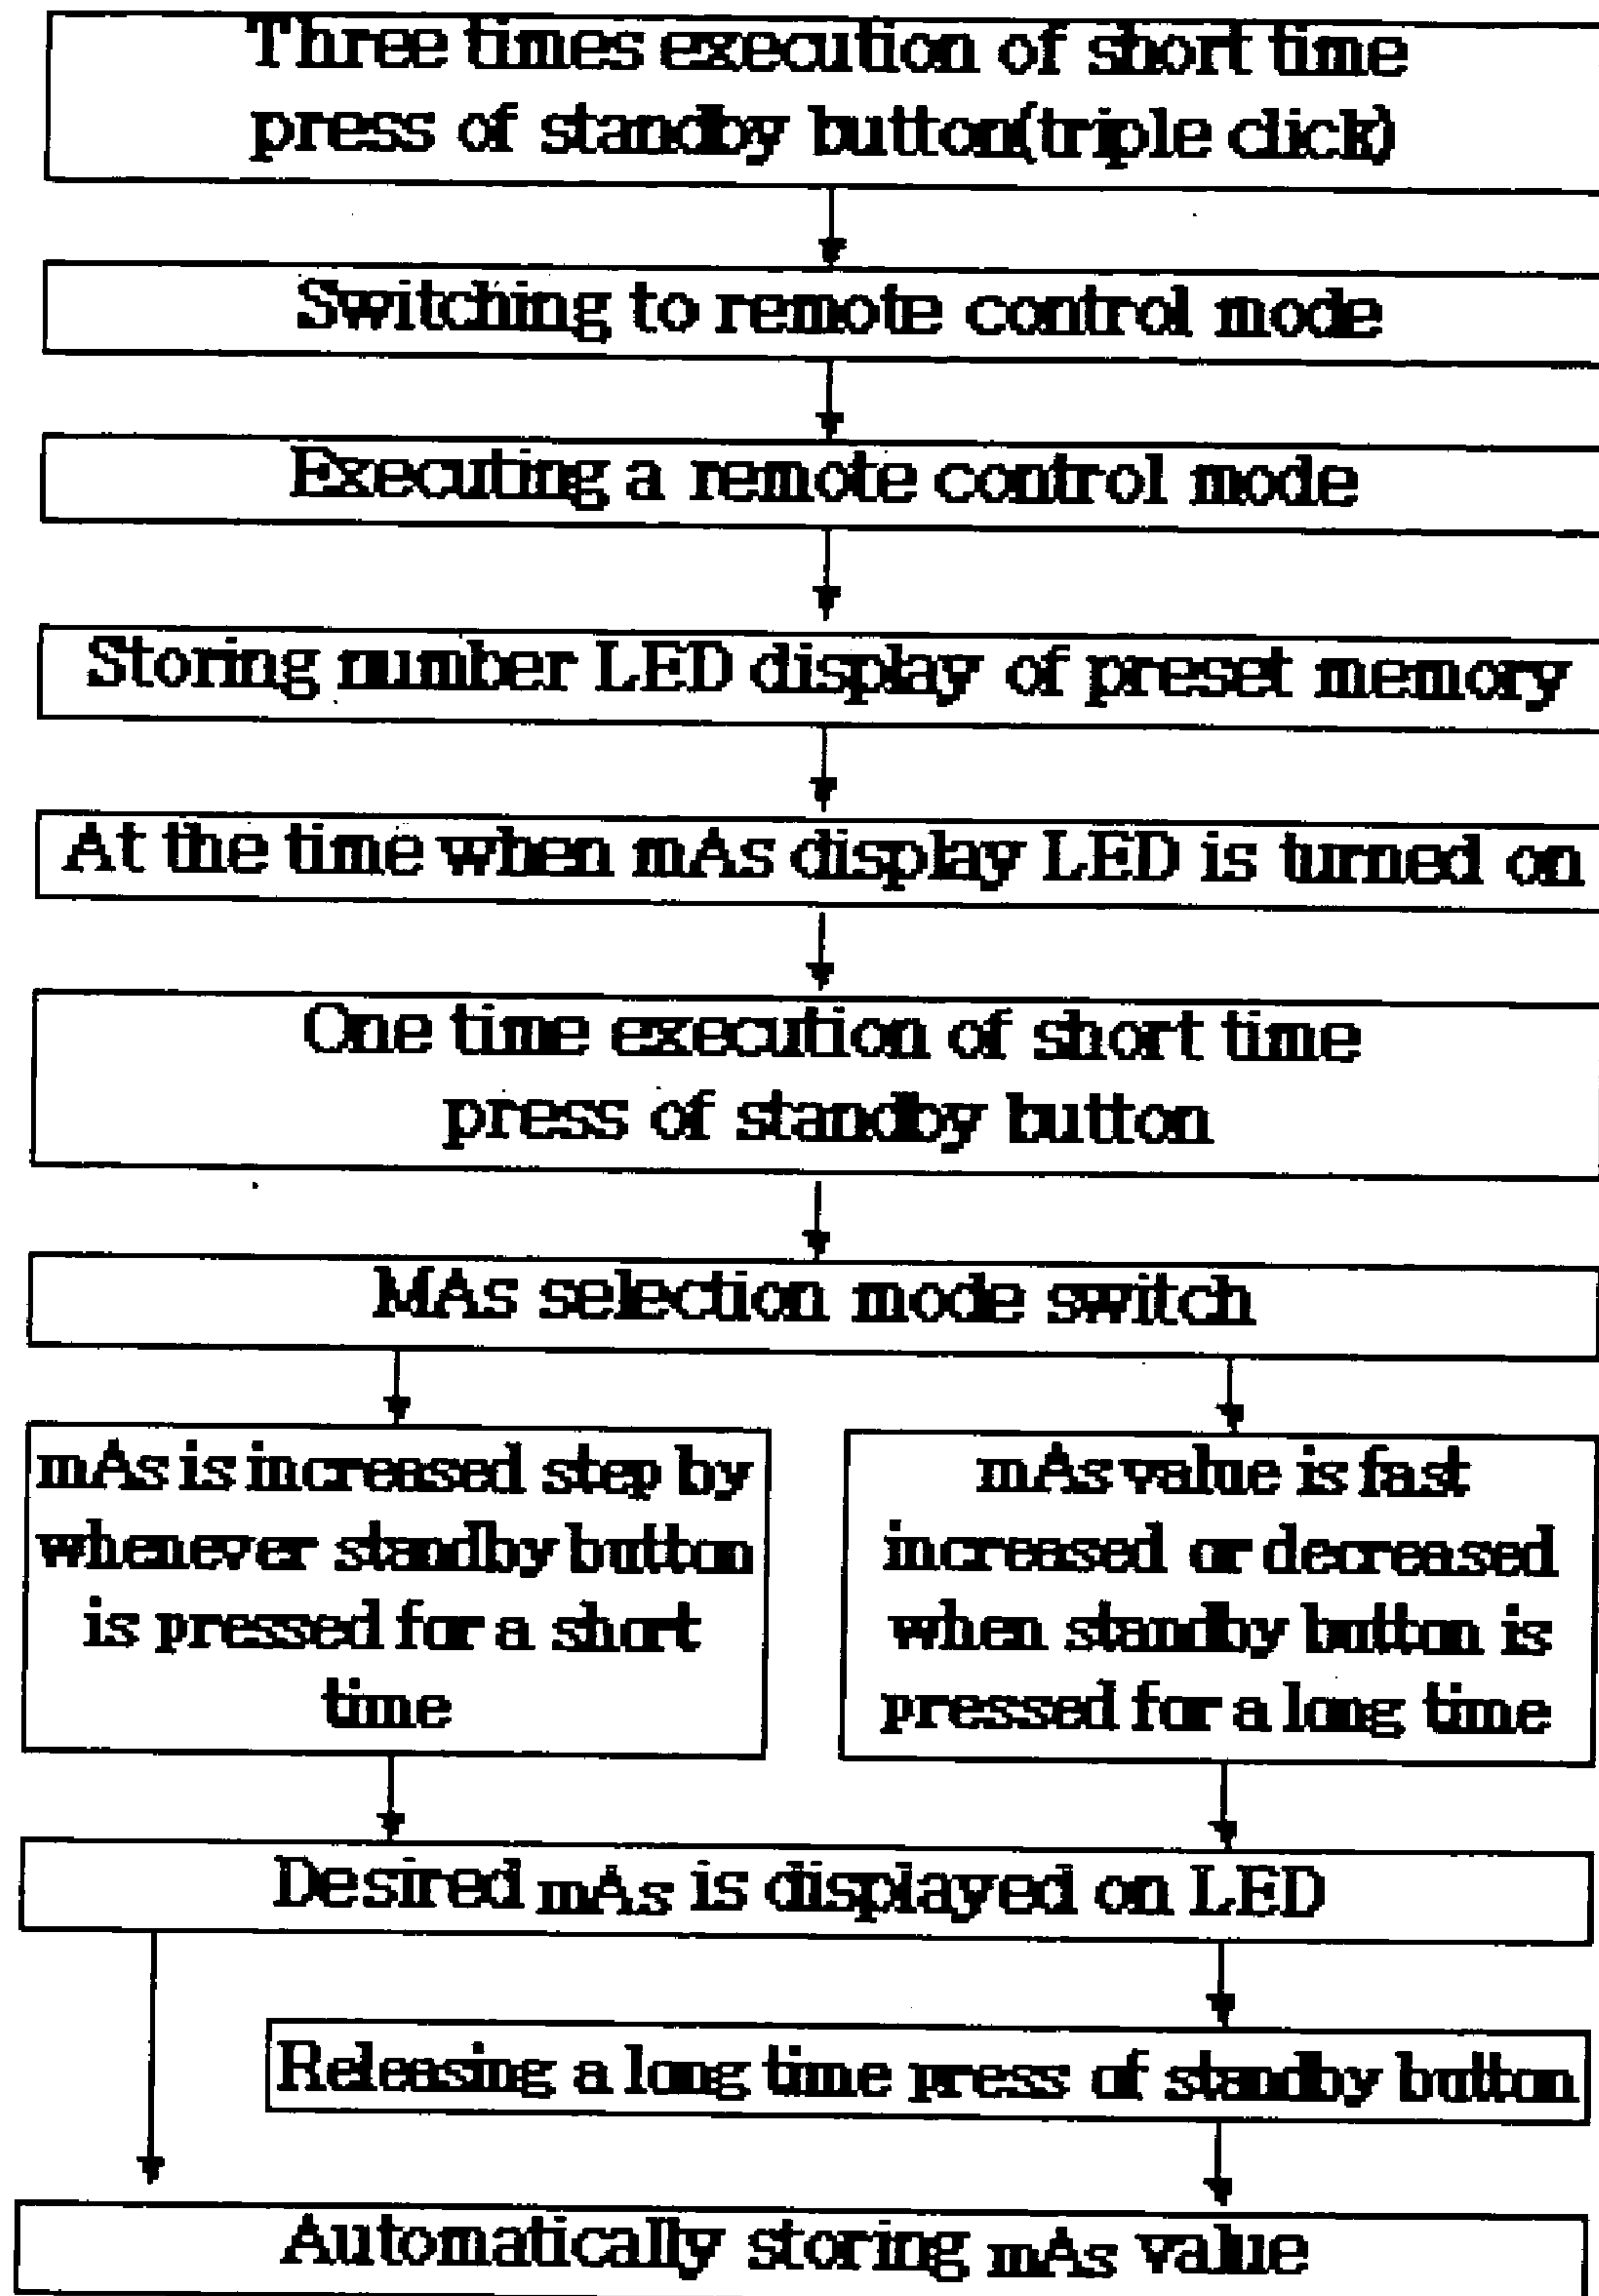 Three times execution of short time
press of standby button(triple click)
Switching to remote control mode
Executing a remote control mode
Storing number LED display of preset memory
At the time when mAs display LED is turned on
One time execution of short time
press of standby button
MAs selection mode switch
mAs is increased step by
whenever standby button
is pressed for a short
time
mAs value is fast
increased or decreased
when standby button is
pressed for a long time
Desired mAs is displayed on LED
Releasing a long time press of standby button
Automatically storing mAs value